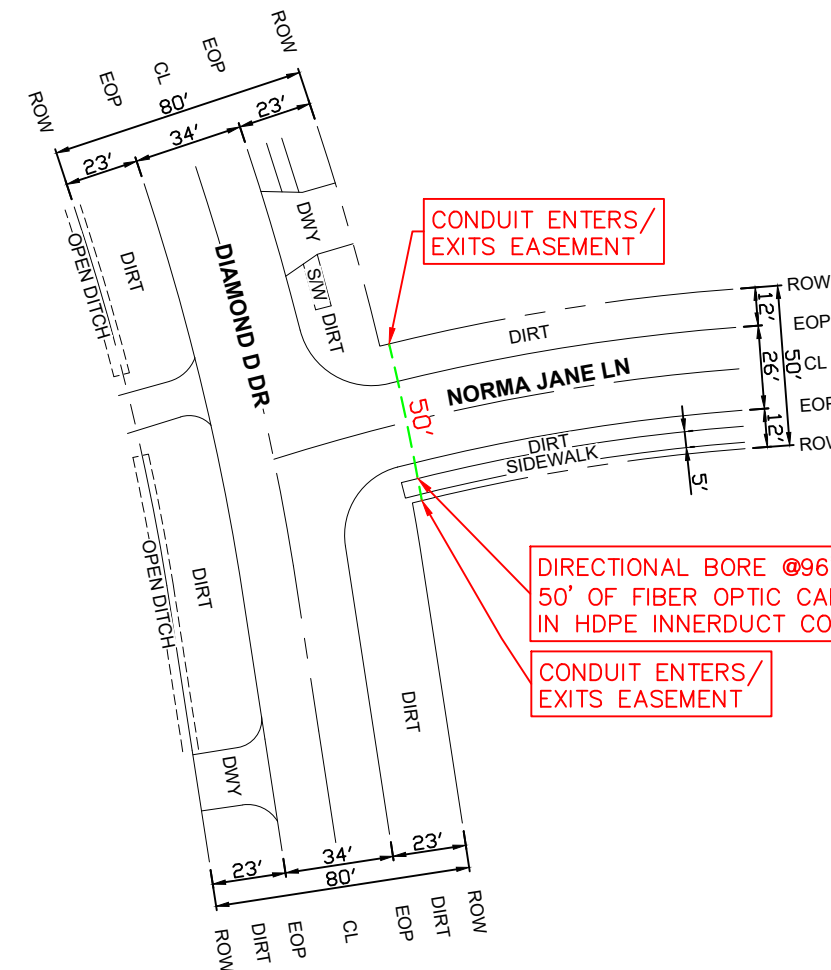 ROW
EOP
CL
EOP
ROW
80'
23'
34'
23'
OPEN DITCH
DIRT
DIAMOND D DR
DWY
S/W
DIRT
CONDUIT ENTERS/
EXITS EASEMENT
DIRT
NORMA JANE LN
50'
DIRT
SIDEWALK
12'
26'
12'
50'
5'
ROW
EOP
CL
EOP
ROW
OPEN DITCH
DIRT
DIRECTIONAL BORE @96
50' OF FIBER OPTIC
IN HDPE INNERDUCT
CONDUIT ENTERS/
EXITS EASEMENT
DIRT
DWY
23'
34'
23'
80'
ROW
DIRT
EOP
CL
EOP
DIRT
ROW